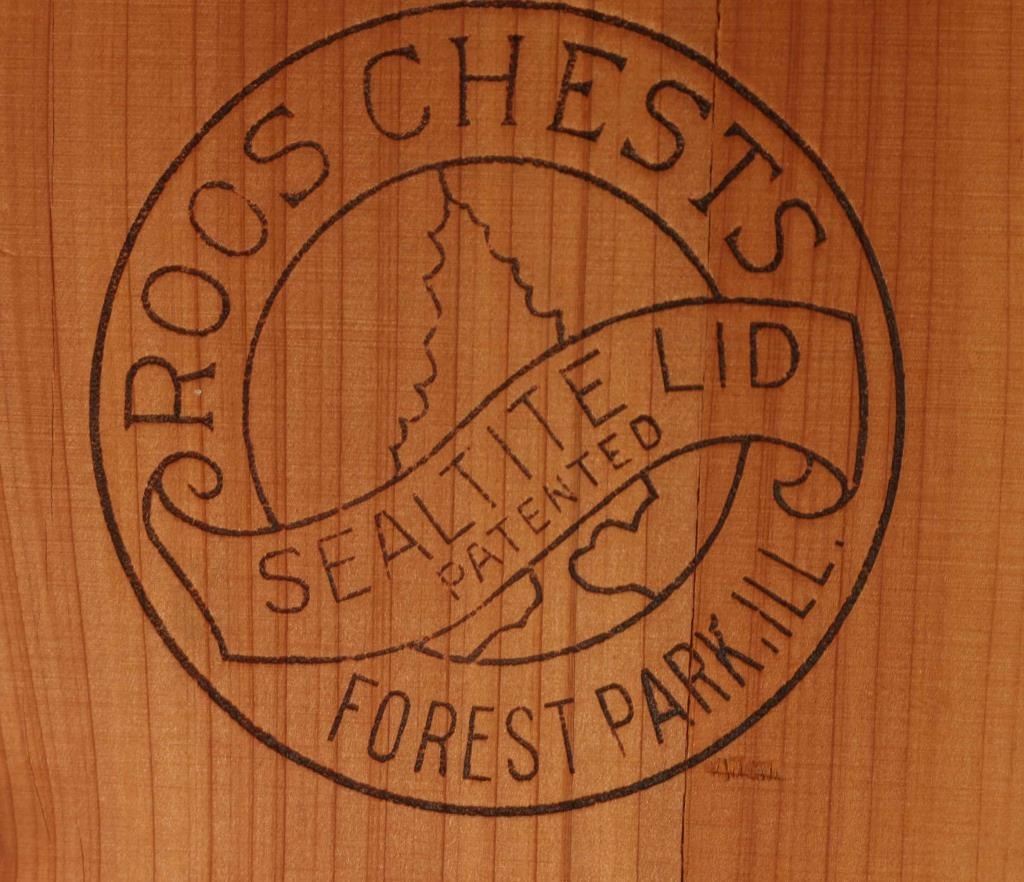 ROOS CHESTS
SEALTITE LID
PATENTED
FOREST PARK, ILL.